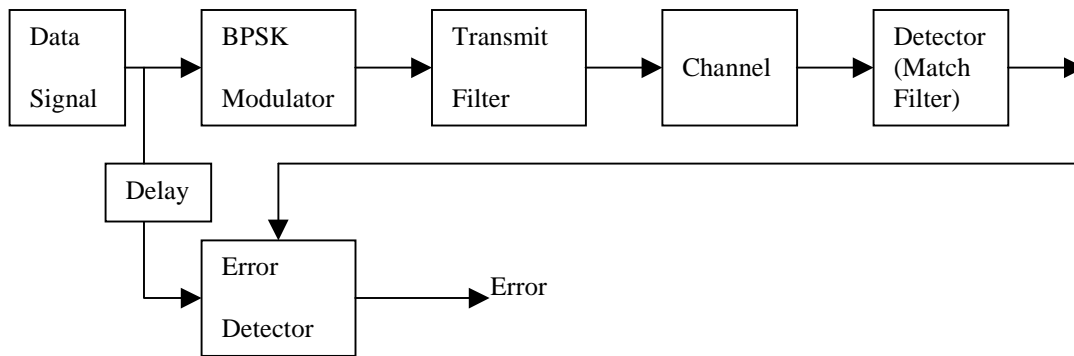 Data
Signal
BPSK
Modulator
Transmit
Filter
Channel
Detector
(Match
Filter)
Delay
Error
Detector
Error